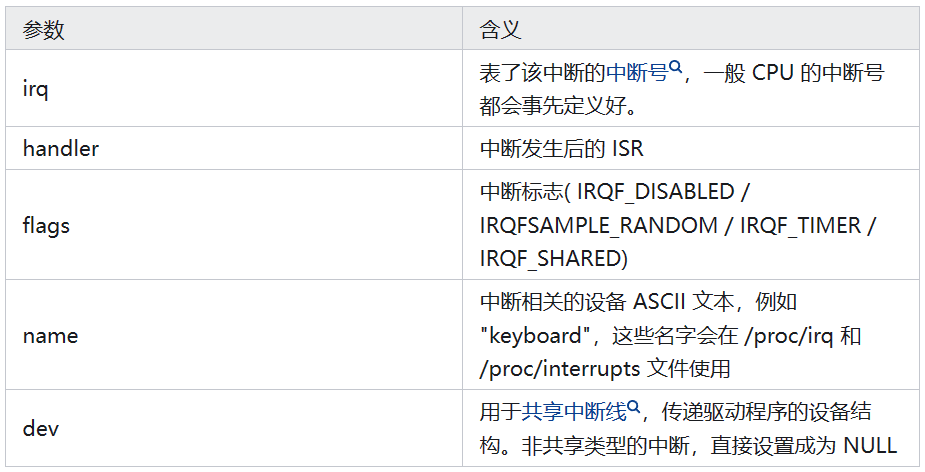 参数
含义
irq
表了该中断的中断号，一般 CPU 的中断号
都会事先定义好。
handler
中断发生后的 ISR
flags
中断标志( IRQF_DISABLED /
IRQFSAMPLE_RANDOM / IRQF_TIMER /
IRQF_SHARED)
name
中断相关的设备 ASCII 文本，例如
"keyboard"，这些名字会在 /proc/irq 和
/proc/interrupts 文件使用
dev
用于共享中断线，传递驱动程序的设备结
构。非共享类型的中断，直接设置成为 NULL